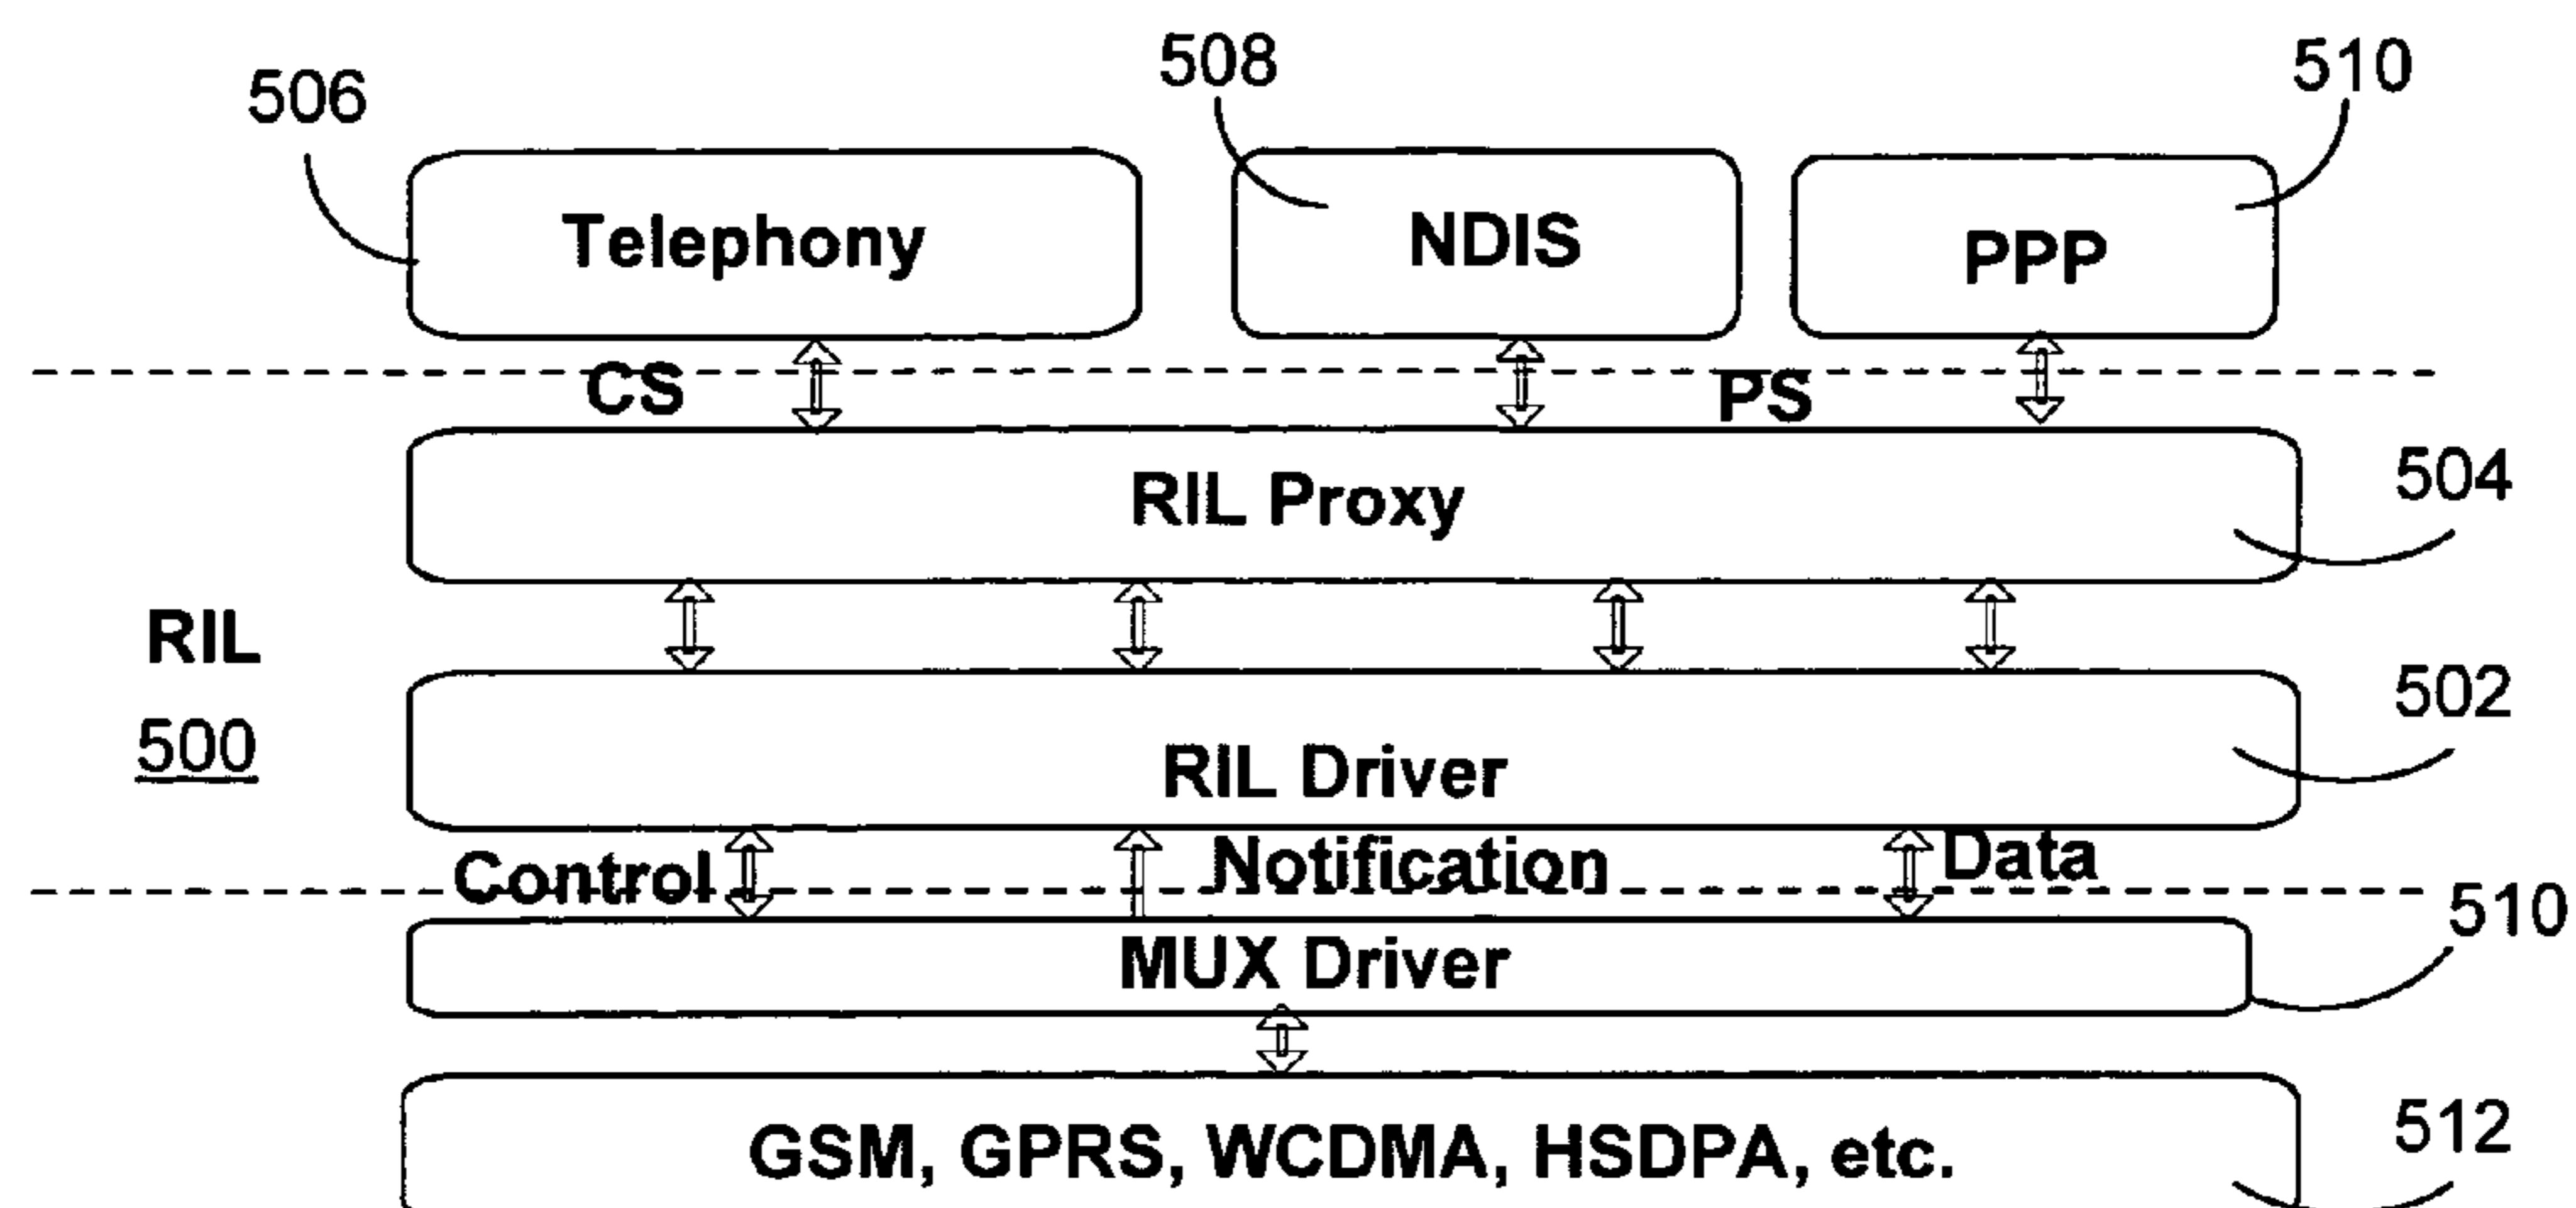 506
508
510
Telephony
NDIS
PPP
CS
PS
RIL Proxy
504
RIL
500
RIL Driver
502
Control
Notification
Data
MUX Driver
510
GSM, GPRS, WCDMA, HSDPA, etc.
512